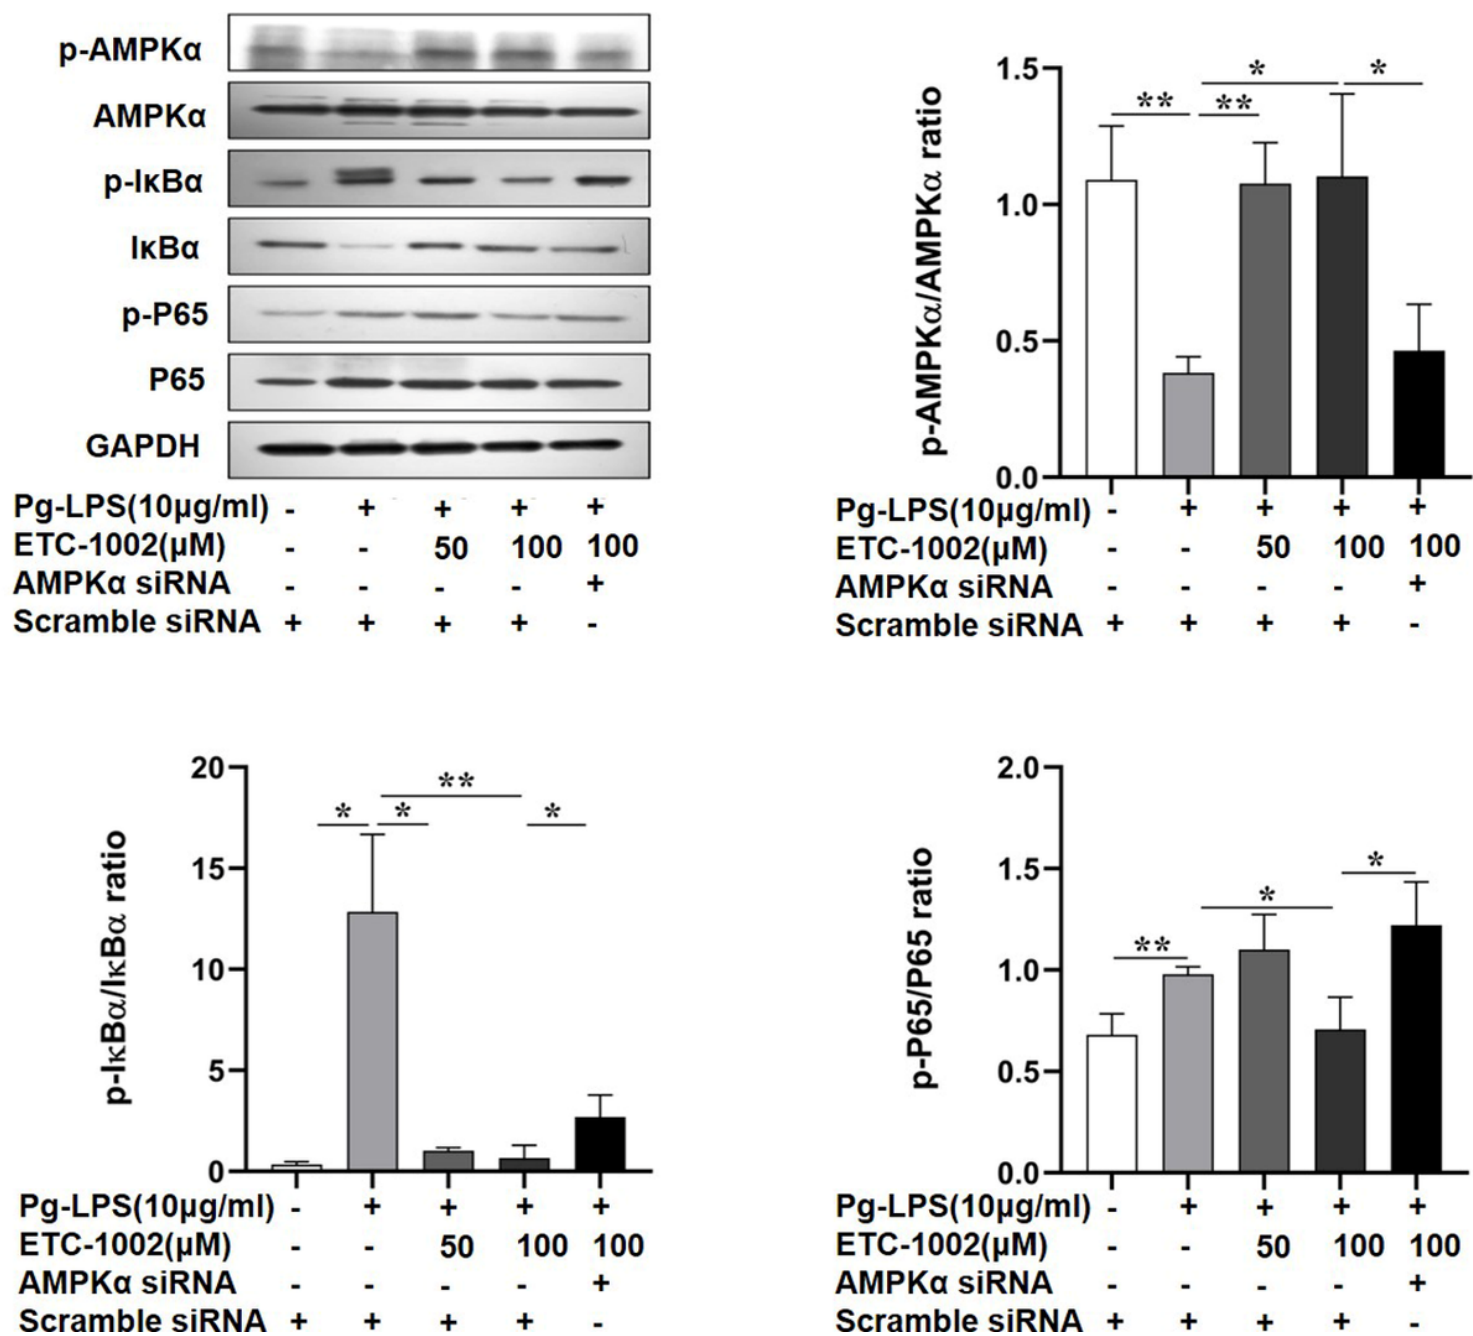 p-AMPKα
AMPKα
p-IκBα
IκBα
p-P65
P65
GAPDH
Pg-LPS(10μg/ml) - + + + +
ETC-1002(μM) - - 50 100 100
AMPKα siRNA - - - - +
Scramble siRNA + + + + -
p-AMPKα/AMPKα ratio
1.5
1.0
0.5
0.0
** ** * *
Pg-LPS(10μg/ml) - + + + +
ETC-1002(μM) - - 50 100 100
AMPKα siRNA - - - - +
Scramble siRNA + + + + -
p-IκBα/IκBα ratio
20
15
10
5
0
* * ** *
Pg-LPS(10μg/ml) - + + + +
ETC-1002(μM) - - 50 100 100
AMPKα siRNA - - - - +
Scramble siRNA + + + + -
p-P65/P65 ratio
2.0
1.5
1.0
0.5
0.0
** * *
Pg-LPS(10μg/ml) - + + + +
ETC-1002(μM) - - 50 100 100
AMPKα siRNA - - - - +
Scramble siRNA + + + + -